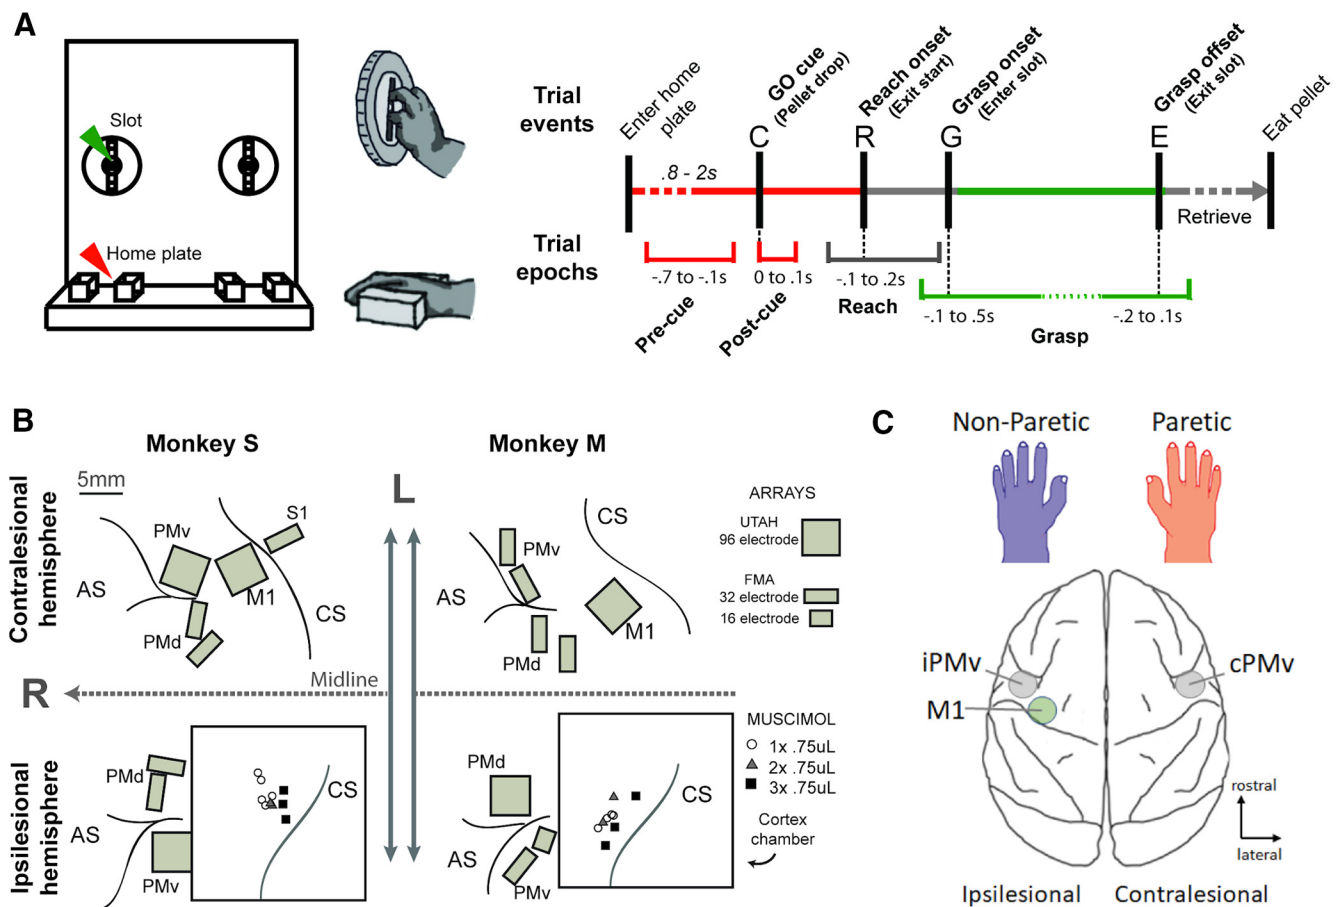 A
Slot
Home plate
Trial
events
Enter home
plate
GO cue
(Pellet drop)
Reach onset
(Exit start)
Grasp onset
(Enter slot)
Grasp offset
(Exit slot)
Eat pellet
C
R
G
E
.8 - 2s
Retrieve
Trial
epochs
-.7 to -.1s
0 to .1s
-.1 to .2s
-.1 to .5s
-.2 to .1s
Pre-cue
Post-cue
Reach
Grasp
B
Monkey S
Monkey M
5mm
L
Contralesional
hemisphere
PMv
S1
AS
M1
CS
PMd
PMv
CS
AS
M1
PMd
ARRAYS
UTAH
96 electrode
FMA
32 electrode
16 electrode
R
Midline
Ipsilesional
hemisphere
PMd
AS
PMv
CS
PMd
AS
PMv
CS
MUSCIMOL
1x .75uL
2x .75uL
3x .75uL
Cortex
chamber
C
Non-Paretic
Paretic
iPMv
cPMv
M1
rostral
lateral
Ipsilesional
Contralesional